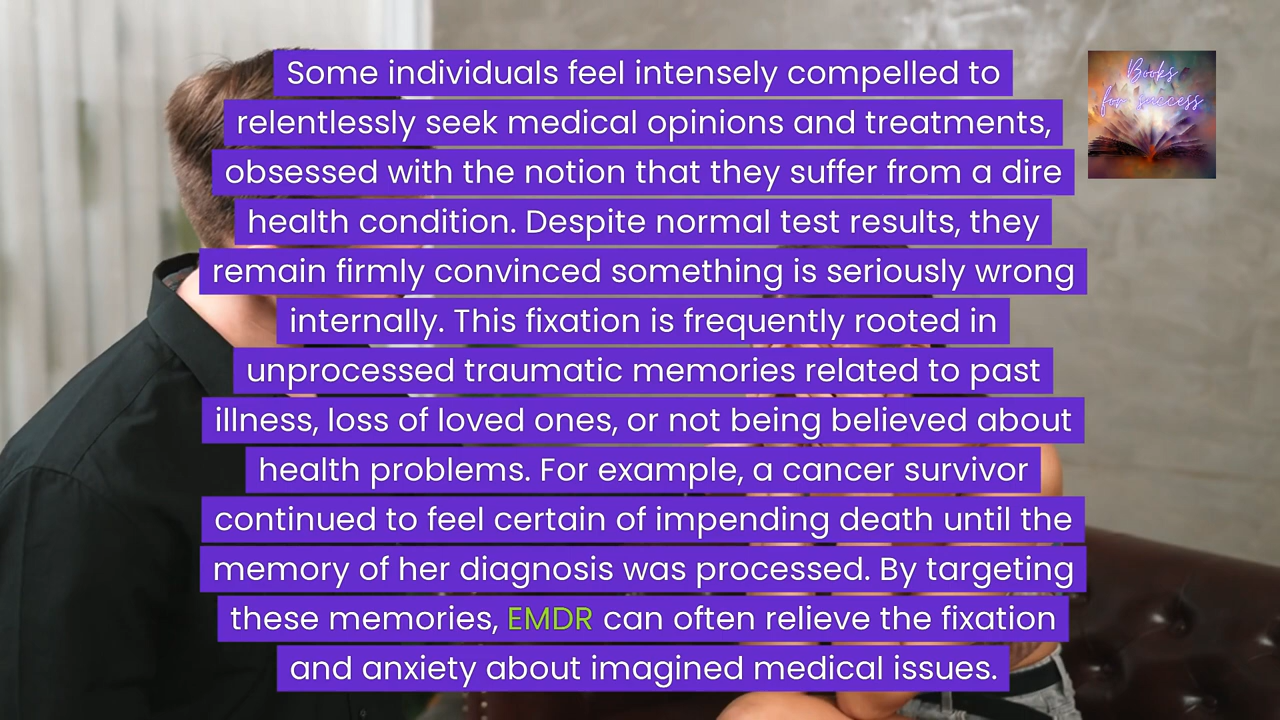 Some individuals feel intensely compelled to
relentlessly seek medical opinions and treatments,
obsessed with the notion that they suffer from a dire
health condition. Despite normal test results, they
remain firmly convinced something is seriously wrong
internally. This fixation is frequently rooted in
unprocessed traumatic memories related to past
illness, loss of loved ones, or not being believed about
health problems. For example, a cancer survivor
continued to feel certain of impending death until the
memory of her diagnosis was processed. By targeting
these memories, EMDR can often relieve the fixation
and anxiety about imagined medical issues.
Books
for success